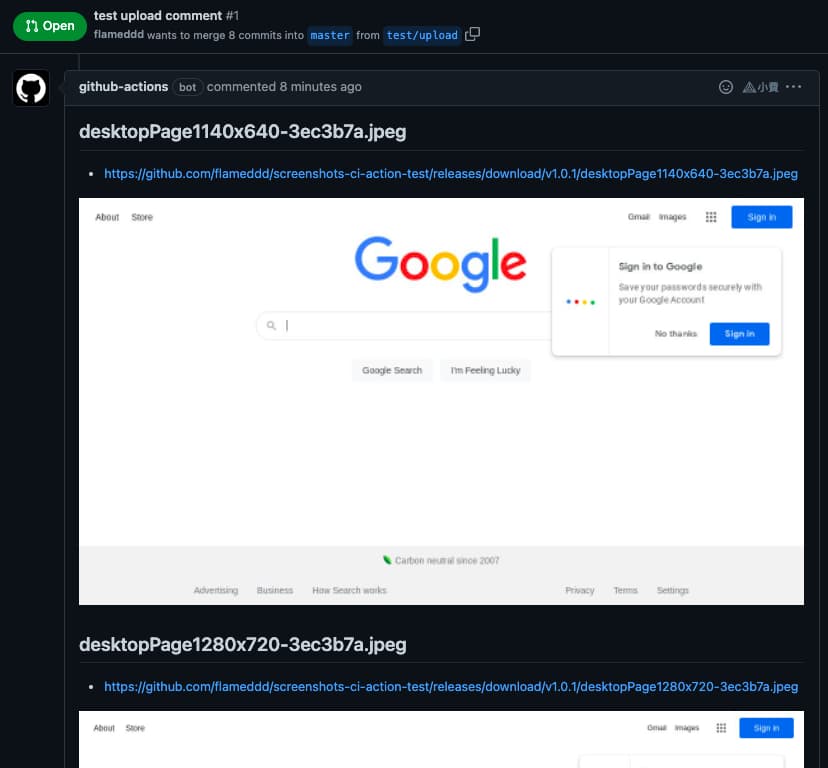 Open
test upload comment #1
flameddd wants to merge 8 commits into master from test/upload
github-actions bot commented 8 minutes ago
小費
desktopPage1140x640-3ec3b7a.jpeg
https://github.com/flameddd/screenshots-ci-action-test/releases/download/v1.0.1/desktopPage1140x640-3ec3b7a.jpeg
About Store
Gmail Images Sign in
Google
Sign in to Google
Save your passwords securely with
your Google Account
No thanks Sign in
Google Search I'm Feeling Lucky
Carbon neutral since 2007
Advertising Business How Search works
Privacy Terms Settings
desktopPage1280x720-3ec3b7a.jpeg
https://github.com/flameddd/screenshots-ci-action-test/releases/download/v1.0.1/desktopPage1280x720-3ec3b7a.jpeg
About Store
Gmail Images Sign in